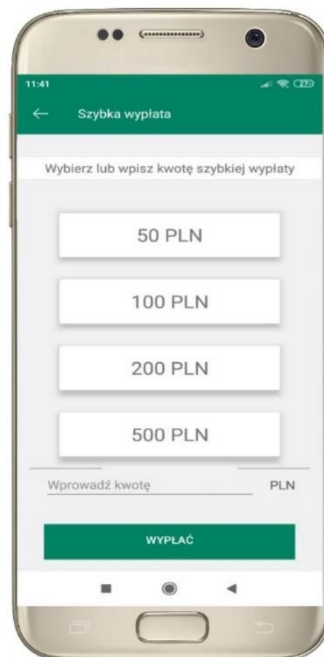 11:41
Szybka wypłata
Wybierz lub wpisz kwotę szybkiej wypłaty
50 PLN
100 PLN
200 PLN
500 PLN
Wprowadź kwotę PLN
WYPŁAĆ